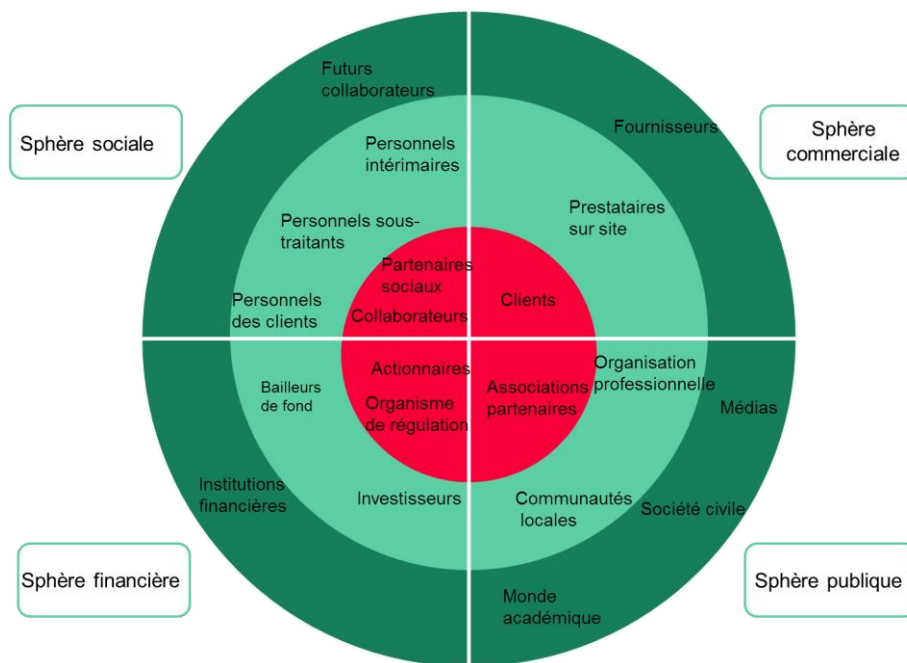 Futurs
collaborateurs
Fournisseurs
Sphère sociale
Sphère
commerciale
Personnels
intérimaires
Prestataires
sur site
Personnels sous-
traitants
Partenaires
sociaux
Personnels
des clients
Collaborateurs
Clients
Actionnaires
Organisme
de régulation
Associations
partenaires
Organisation
professionnelle
Bailleurs
de fond
Médias
Institutions
financières
Investisseurs
Communautés
locales
Société civile
Sphère financière
Sphère publique
Monde
académique